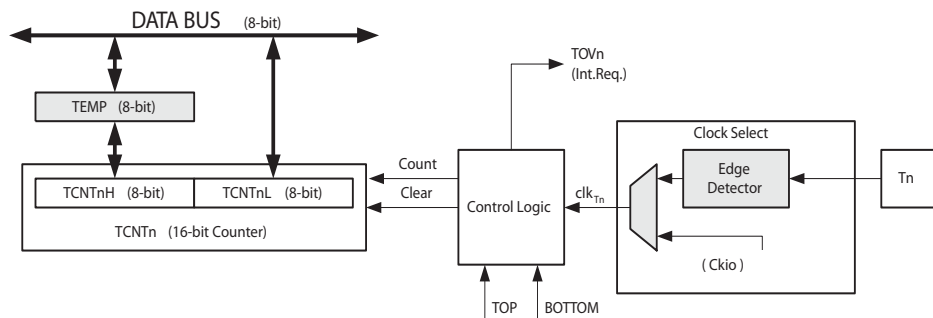 DATA BUS (8-bit)
TOVn
(Int.Req.)
TEMP (8-bit)
Clock Select
Count
Edge
Detector
TCNTnH (8-bit) TCNTnL (8-bit)
Clear
Control Logic
clkTn
Tn
TCNTn (16-bit Counter)
( Ckio )
TOP
BOTTOM